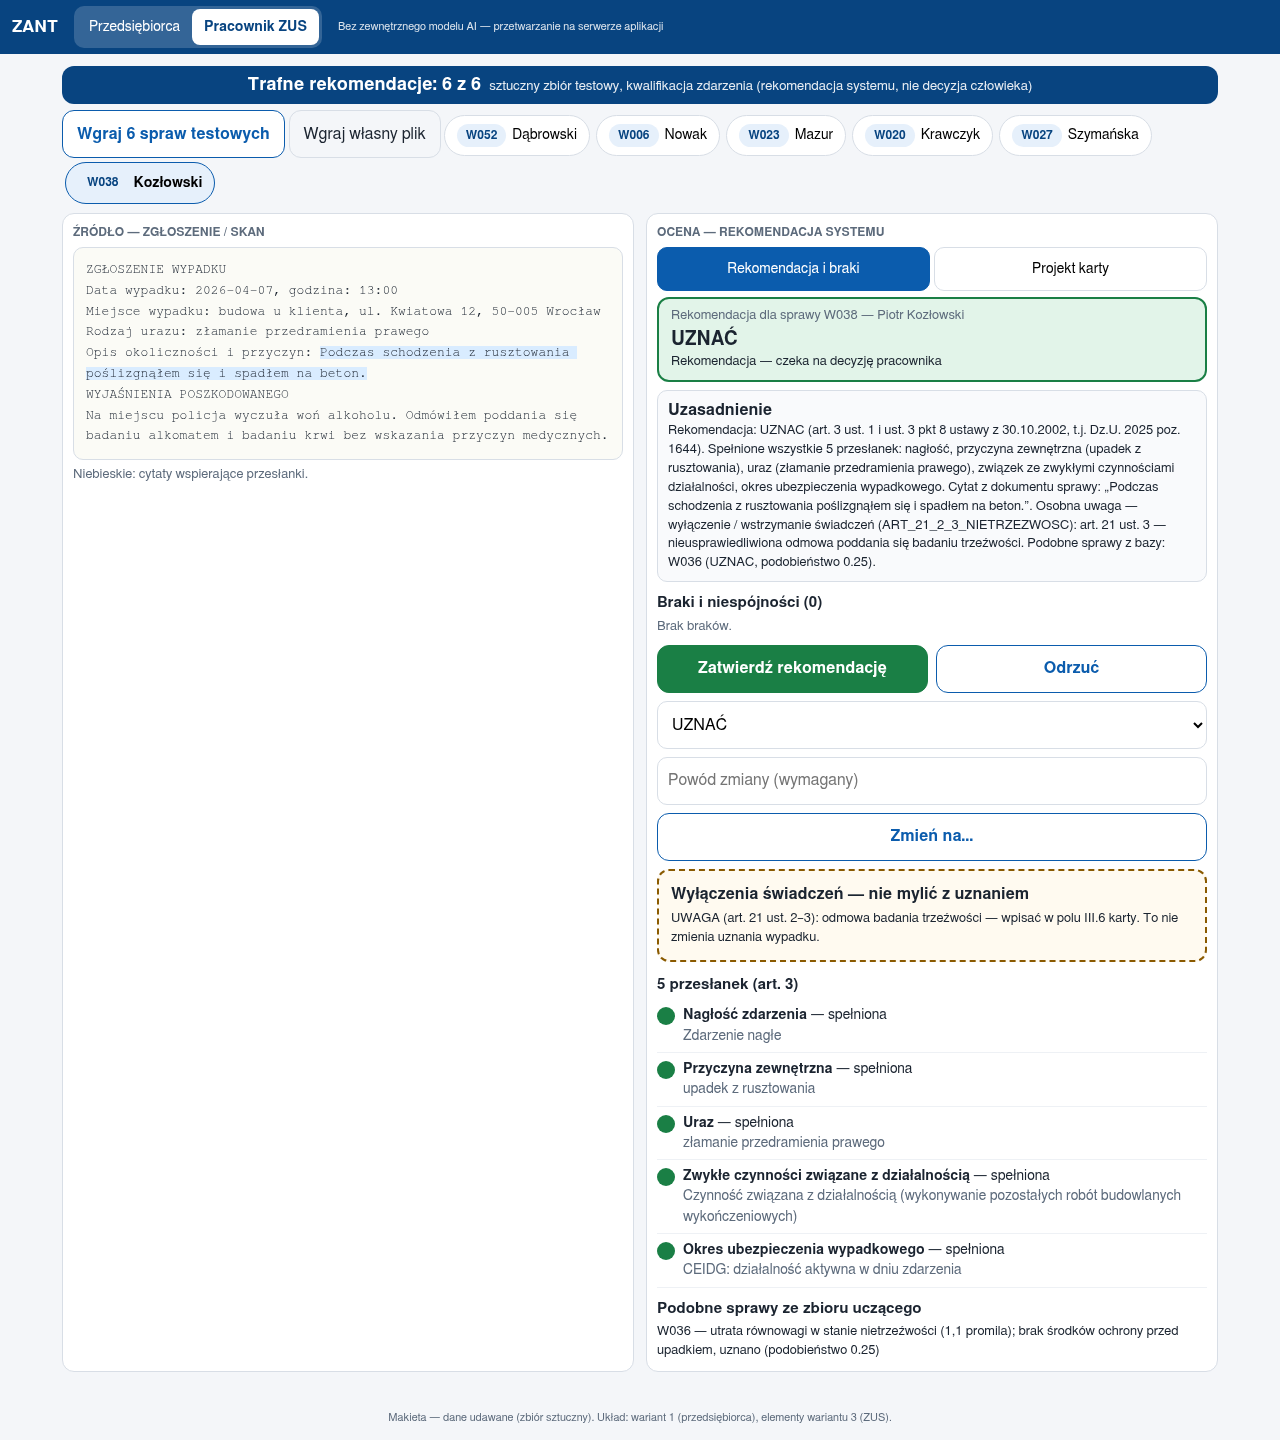 ZANT
Przedsiębiorca
Pracownik ZUS
Bez zewnętrznego modelu AI — przetwarzanie na serwerze aplikacji
Trafne rekomendacje: 6 z 6 sztuczny zbiór testowy, kwalifikacja zdarzenia (rekomendacja systemu, nie decyzja człowieka)
Wgraj 6 spraw testowych
Wgraj własny plik
W052 Dąbrowski
W006 Nowak
W023 Mazur
W020 Krawczyk
W027 Szymańska
W038 Kozłowski
ŹRÓDŁO — ZGŁOSZENIE / SKAN
ZGŁOSZENIE WYPADKU
Data wypadku: 2026-04-07, godzina: 13:00
Miejsce wypadku: budowa u klienta, ul. Kwiatowa 12, 50-005 Wrocław
Rodzaj urazu: złamanie przedramienia prawego
Opis okoliczności i przyczyn: Podczas schodzenia z rusztowania
poślizgnąłem się i spadłem na beton.
WYJAŚNIENIA POSZKODOWANEGO
Na miejscu policja wyczuła woń alkoholu. Odmówiłem poddania się
badaniu alkomatem i badaniu krwi bez wskazania przyczyn medycznych.
Niebieskie: cytaty wspierające przesłanki.
OCENA — REKOMENDACJA SYSTEMU
Rekomendacja i braki
Projekt karty
Rekomendacja dla sprawy W038 — Piotr Kozłowski
UZNAĆ
Rekomendacja — czeka na decyzję pracownika
Uzasadnienie
Rekomendacja: UZNAC (art. 3 ust. 1 i ust. 3 pkt 8 ustawy z 30.10.2002, t.j. Dz.U. 2025 poz.
1644). Spełnione wszystkie 5 przesłanek: nagłość, przyczyna zewnętrzna (upadek z
rusztowania), uraz (złamanie przedramienia prawego), związek ze zwykłymi czynnościami
działalności, okres ubezpieczenia wypadkowego. Cytat z dokumentu sprawy: „Podczas
schodzenia z rusztowania poślizgnąłem się i spadłem na beton.”. Osobna uwaga —
wyłączenie / wstrzymanie świadczeń (ART_21_2_3_NIETRZEZWOSC): art. 21 ust. 3 —
nieusprawiedliwiona odmowa poddania się badaniu trzeźwości. Podobne sprawy z bazy:
W036 (UZNAC, podobieństwo 0.25).
Braki i niespójności (0)
Brak braków.
Zatwierdź rekomendację
Odrzuć
UZNAĆ
Powód zmiany (wymagany)
Zmień na...
Wyłączenia świadczeń — nie mylić z uznaniem
UWAGA (art. 21 ust. 2–3): odmowa badania trzeźwości — wpisać w polu III.6 karty. To nie
zmienia uznania wypadku.
5 przesłanek (art. 3)
Nagłość zdarzenia — spełniona
Zdarzenie nagłe
Przyczyna zewnętrzna — spełniona
upadek z rusztowania
Uraz — spełniona
złamanie przedramienia prawego
Zwykłe czynności związane z działalnością — spełniona
Czynność związana z działalnością (wykonywanie pozostałych robót budowlanych
wykończeniowych)
Okres ubezpieczenia wypadkowego — spełniona
CEIDG: działalność aktywna w dniu zdarzenia
Podobne sprawy ze zbioru uczącego
W036 — utrata równowagi w stanie nietrzeźwości (1,1 promila); brak środków ochrony przed
upadkiem, uznano (podobieństwo 0.25)
Makieta — dane udawane (zbiór sztuczny). Układ: wariant 1 (przedsiębiorca), elementy wariantu 3 (ZUS).